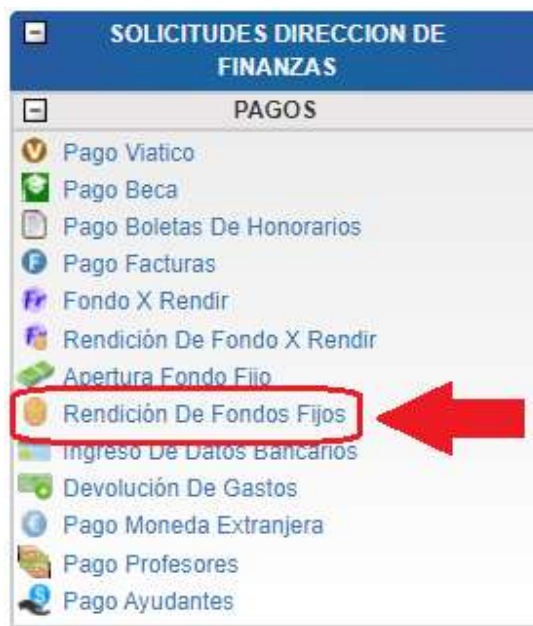 SOLICITUDES DIRECCION DE
FINANZAS
PAGOS
Pago Viatico
Pago Beca
Pago Boletas De Honorarios
Pago Facturas
Fondo X Rendir
Rendición De Fondo X Rendir
Apertura Fondo Fijo
Rendición De Fondos Fijos
Ingreso De Datos Bancarios
Devolución De Gastos
Pago Moneda Extranjera
Pago Profesores
Pago Ayudantes